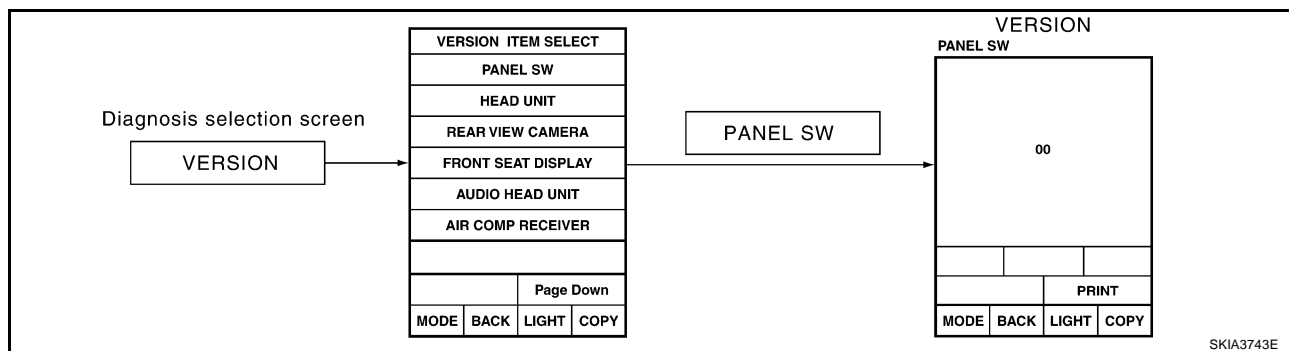 Diagnosis selection screen
VERSION
VERSION ITEM SELECT
PANEL SW
HEAD UNIT
REAR VIEW CAMERA
FRONT SEAT DISPLAY
AUDIO HEAD UNIT
AIR COMP RECEIVER
Page Down
MODE BACK LIGHT COPY
PANEL SW
VERSION
PANEL SW
00
PRINT
MODE BACK LIGHT COPY
SKIA3743E